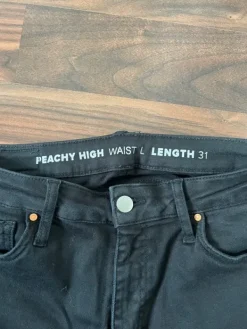 PEACHY HIGH WAIST L LENGTH 31